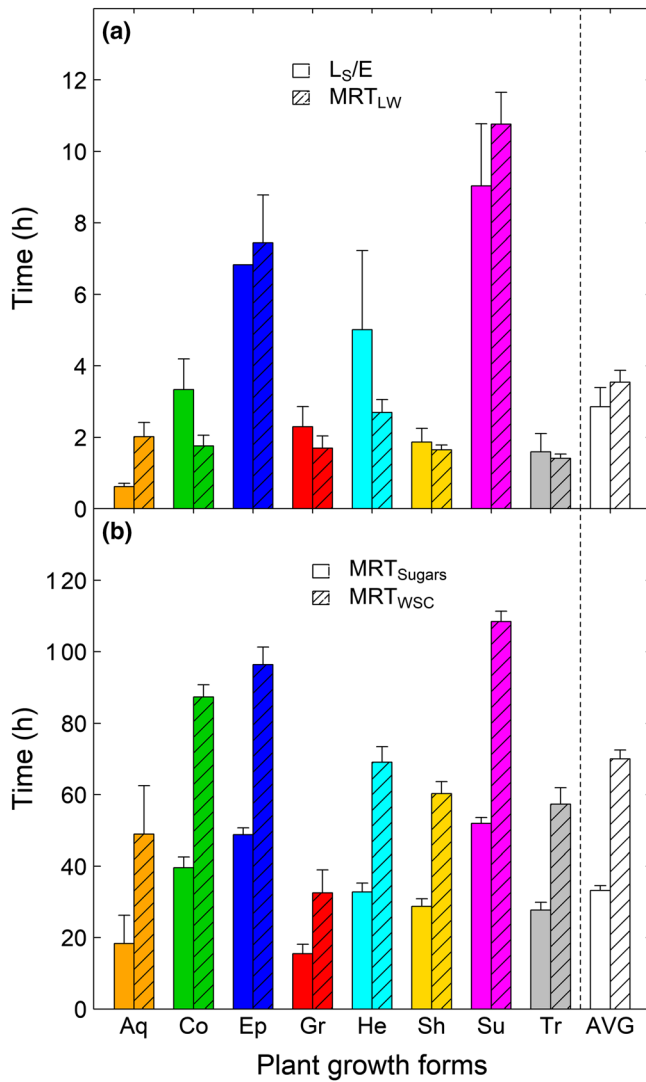 (a)
L_S/E
MRT_LW
Time (h)
12
10
8
6
4
2
0
(b)
MRT_Sugars
MRT_WSC
Time (h)
120
100
80
60
40
20
0
Aq Co Ep Gr He Sh Su Tr AVG
Plant growth forms